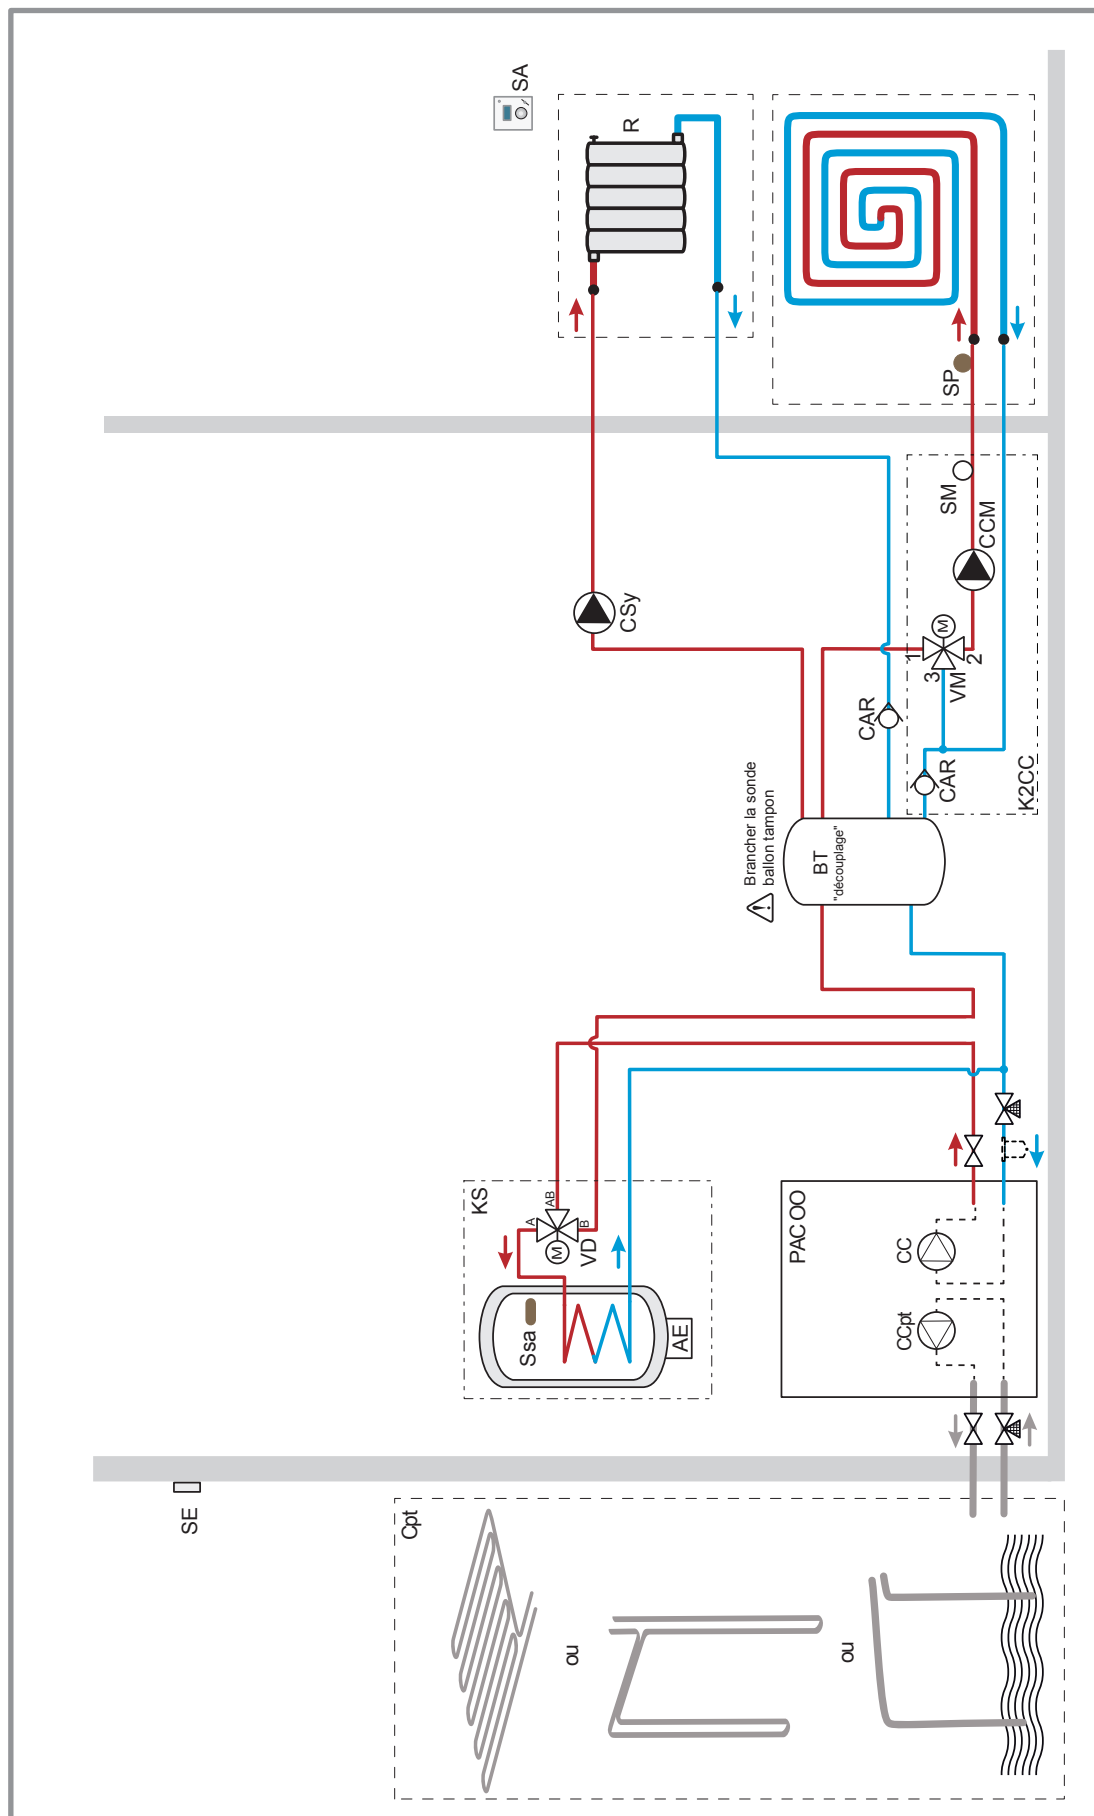 SE
Cpt
ou
ou
KS
AB
A
B
M
VD
Ssa
AE
PAC OO
CC
CCpt
Brancher la sonde
ballon tampon
BT
"découplage"
CSy
CAR
CAR
K2CC
1
2
3
M
VM
CCM
SM
SP
R
SA